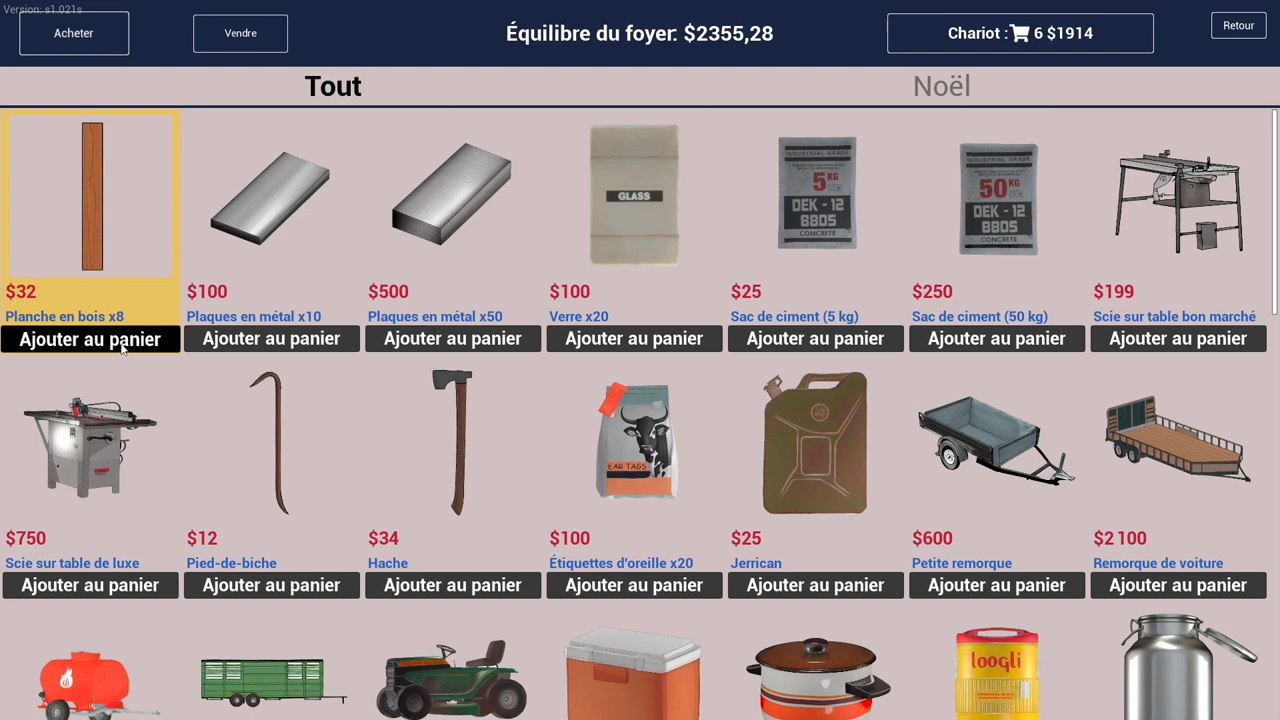 Version: s1.021s
Acheter
Vendre
Équilibre du foyer: $2355,28
Chariot : 6 $1914
Retour
Tout
Noël
GLASS
INDUSTRIAL GRADE
5 KG
DEK - 12
8805
CONCRETE
INDUSTRIAL GRADE
50 KG
DEK - 12
8805
CONCRETE
$32
$100
$500
$100
$25
$250
$199
Planche en bois x8
Plaques en métal x10
Plaques en métal x50
Verre x20
Sac de ciment (5 kg)
Sac de ciment (50 kg)
Scie sur table bon marché
Ajouter au panier
Ajouter au panier
Ajouter au panier
Ajouter au panier
Ajouter au panier
Ajouter au panier
Ajouter au panier
EAR TAGS
$750
$12
$34
$100
$25
$600
$2 100
Scie sur table de luxe
Pied-de-biche
Hache
Étiquettes d'oreille x20
Jerrican
Petite remorque
Remorque de voiture
Ajouter au panier
Ajouter au panier
Ajouter au panier
Ajouter au panier
Ajouter au panier
Ajouter au panier
Ajouter au panier
looqli